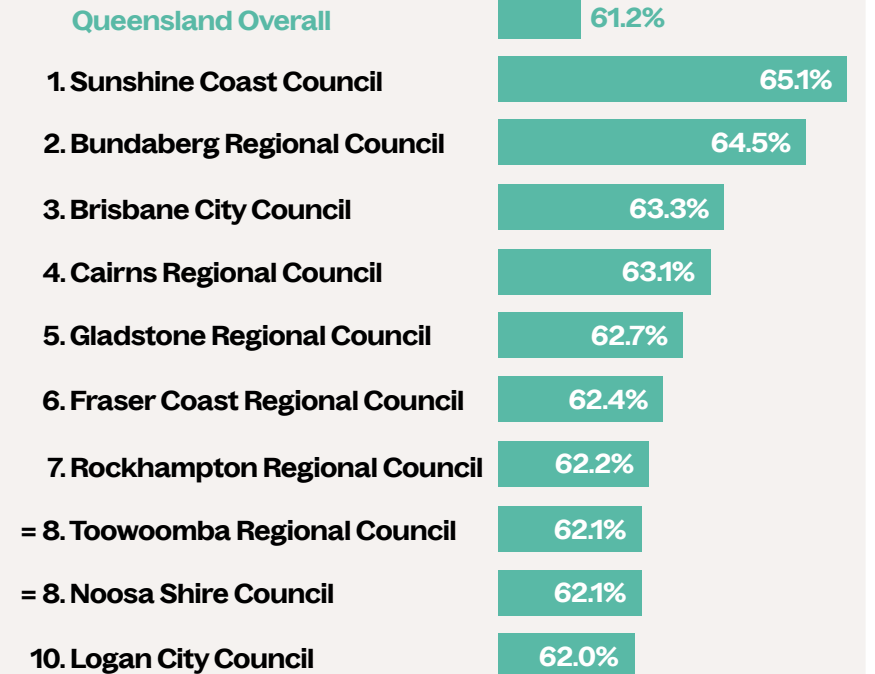 Queensland Overall 61.2%
1. Sunshine Coast Council 65.1%
2. Bundaberg Regional Council 64.5%
3. Brisbane City Council 63.3%
4. Cairns Regional Council 63.1%
5. Gladstone Regional Council 62.7%
6. Fraser Coast Regional Council 62.4%
7. Rockhampton Regional Council 62.2%
= 8. Toowoomba Regional Council 62.1%
= 8. Noosa Shire Council 62.1%
10. Logan City Council 62.0%